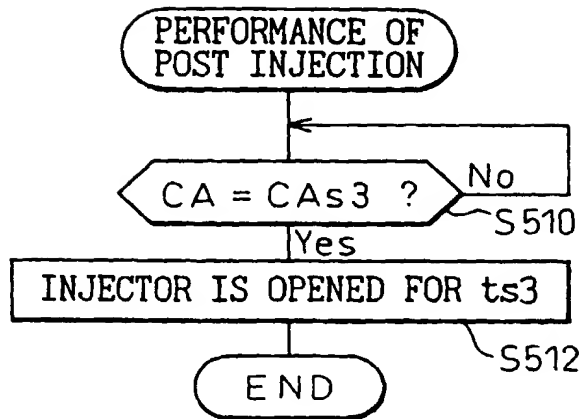 PERFORMANCE OF
POST INJECTION
CA = CAs3 ?
No
S510
Yes
INJECTOR IS OPENED FOR ts3
S512
END